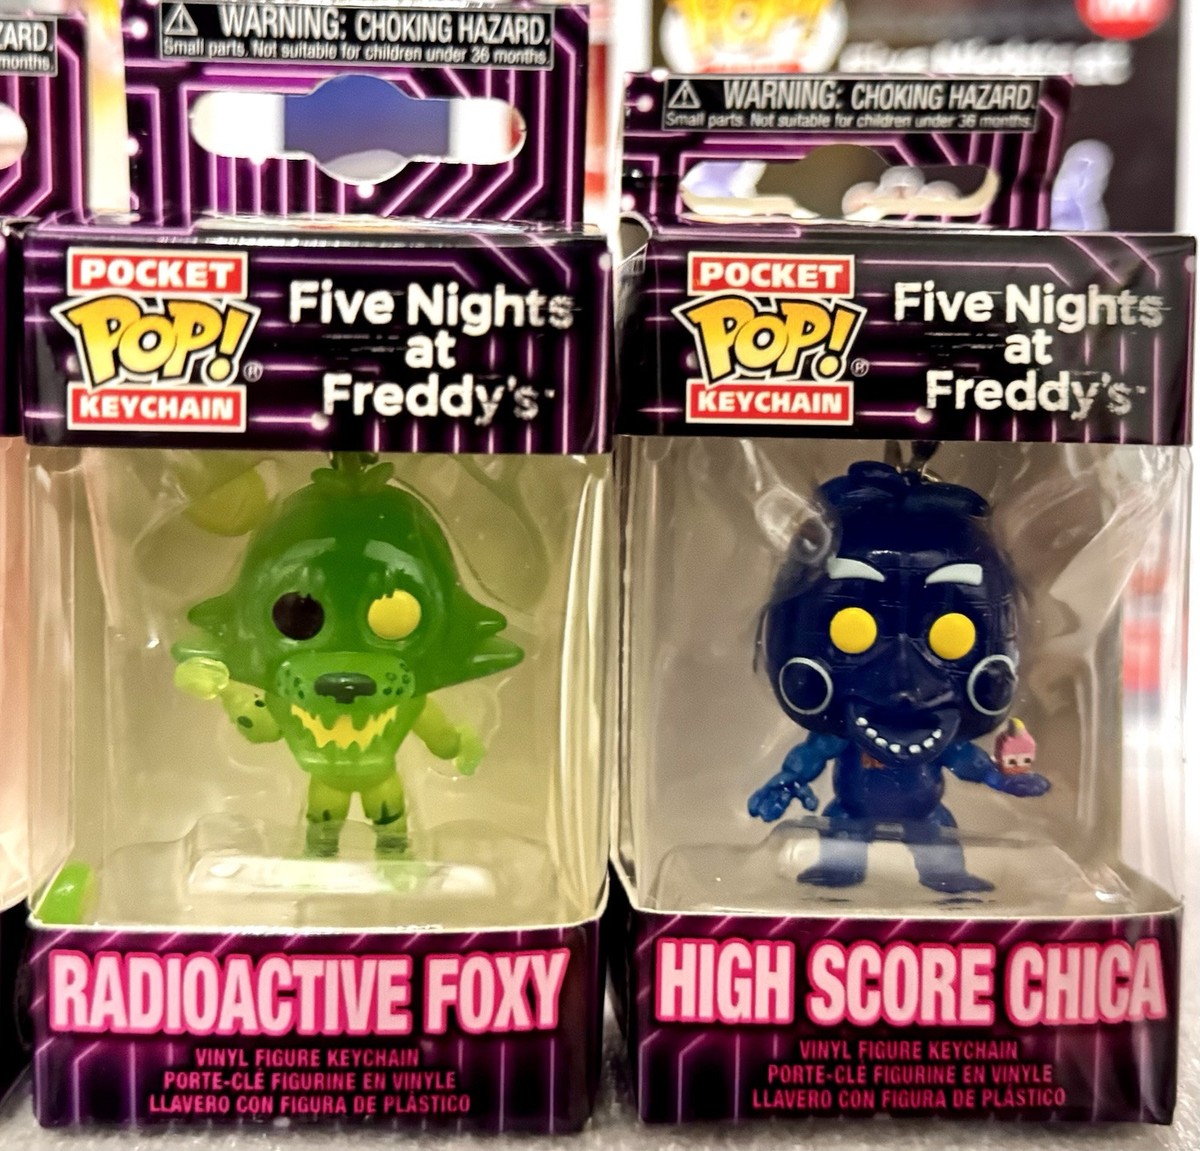 ZARD.
months.
WARNING: CHOKING HAZARD.
Small parts. Not suitable for children under 36 months.
POCKET
POP!®
KEYCHAIN
Five Nights
at
Freddy's™
RADIOACTIVE FOXY
VINYL FIGURE KEYCHAIN
PORTE-CLÉ FIGURINE EN VINYLE
LLAVERO CON FIGURA DE PLÁSTICO
WARNING: CHOKING HAZARD.
Small parts. Not suitable for children under 36 months.
POCKET
POP!®
KEYCHAIN
Five Nights
at
Freddy's™
HIGH SCORE CHICA
VINYL FIGURE KEYCHAIN
PORTE-CLÉ FIGURINE EN VINYLE
LLAVERO CON FIGURA DE PLÁSTICO